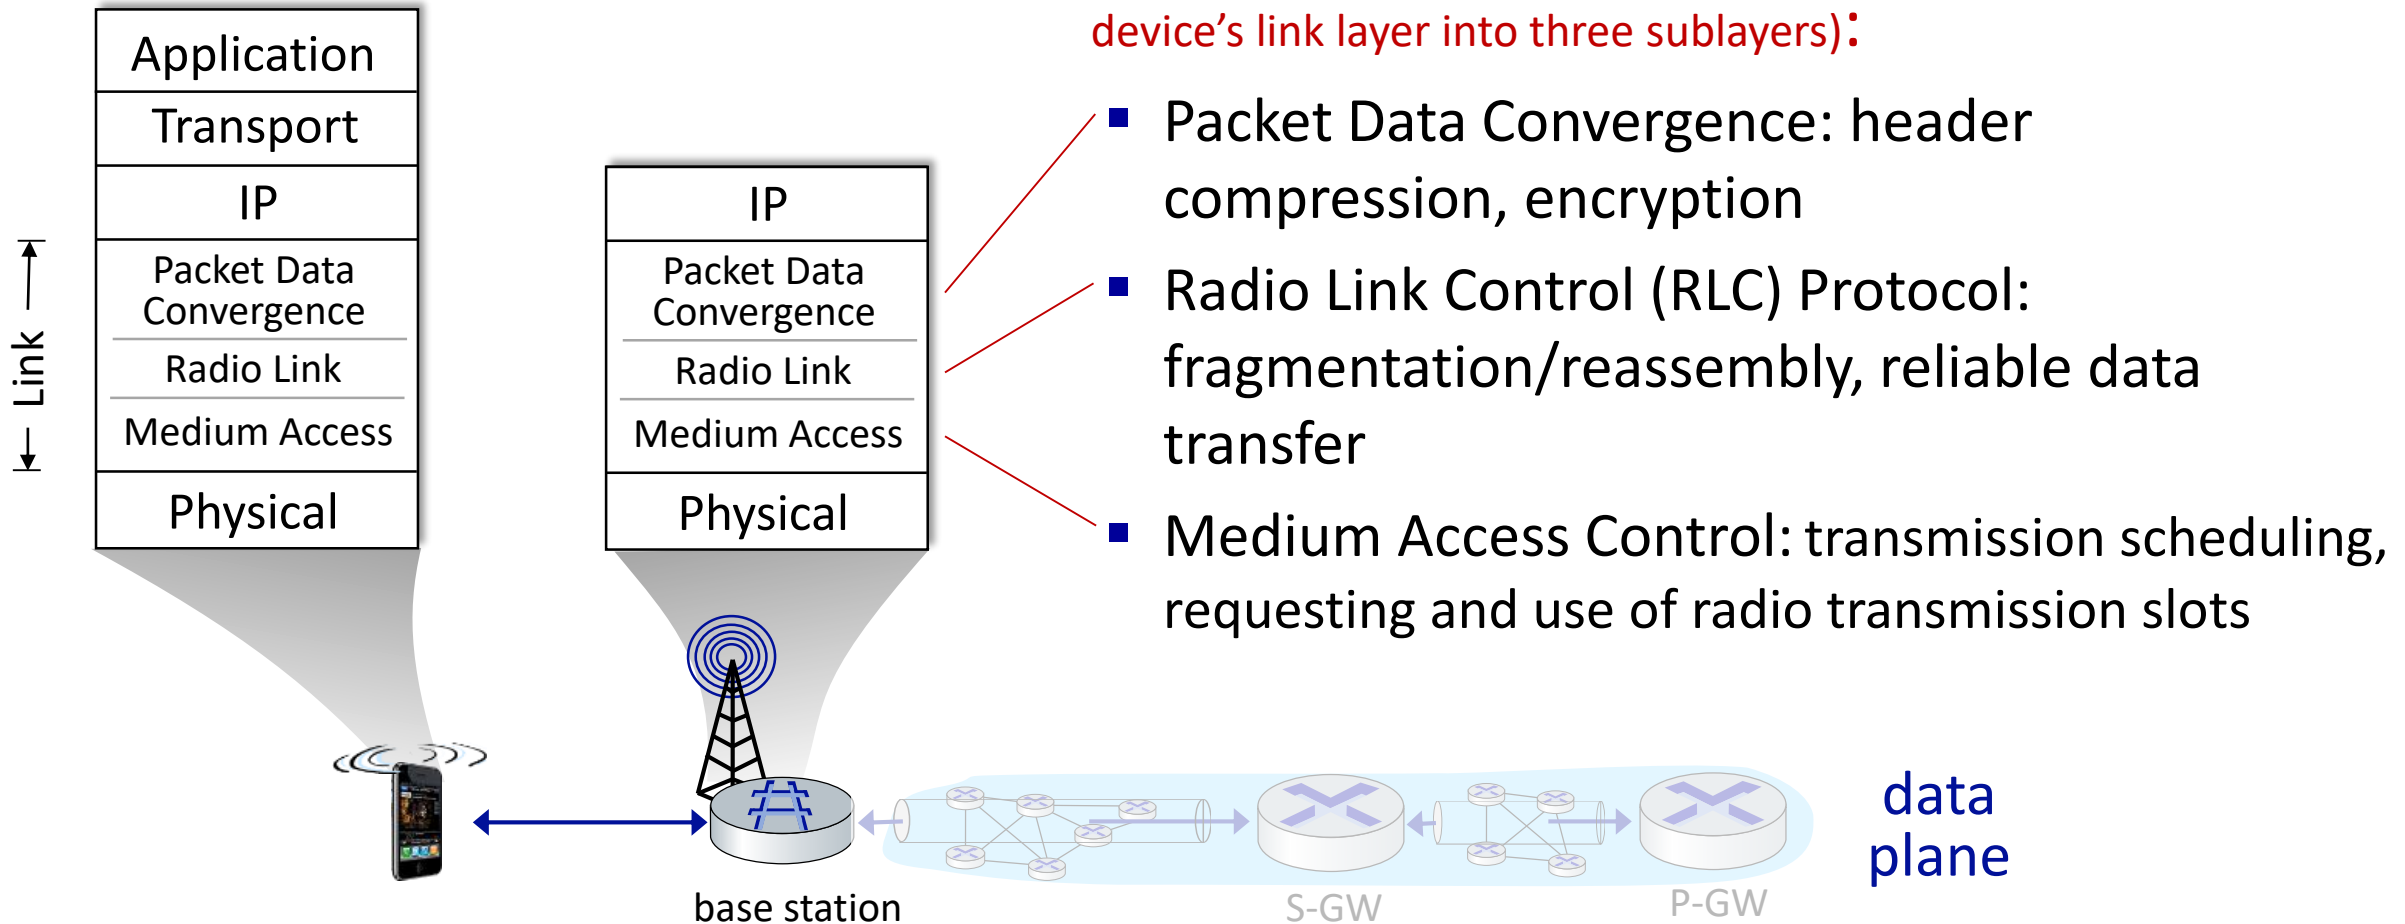 Application
Transport
IP
Packet Data
Convergence
Radio Link
Medium Access
Physical
Link
IP
Packet Data
Convergence
Radio Link
Medium Access
Physical
device’s link layer into three sublayers):
▪ Packet Data Convergence: header
compression, encryption
▪ Radio Link Control (RLC) Protocol:
fragmentation/reassembly, reliable data
transfer
▪ Medium Access Control: transmission scheduling,
requesting and use of radio transmission slots
base station
S-GW
P-GW
data
plane